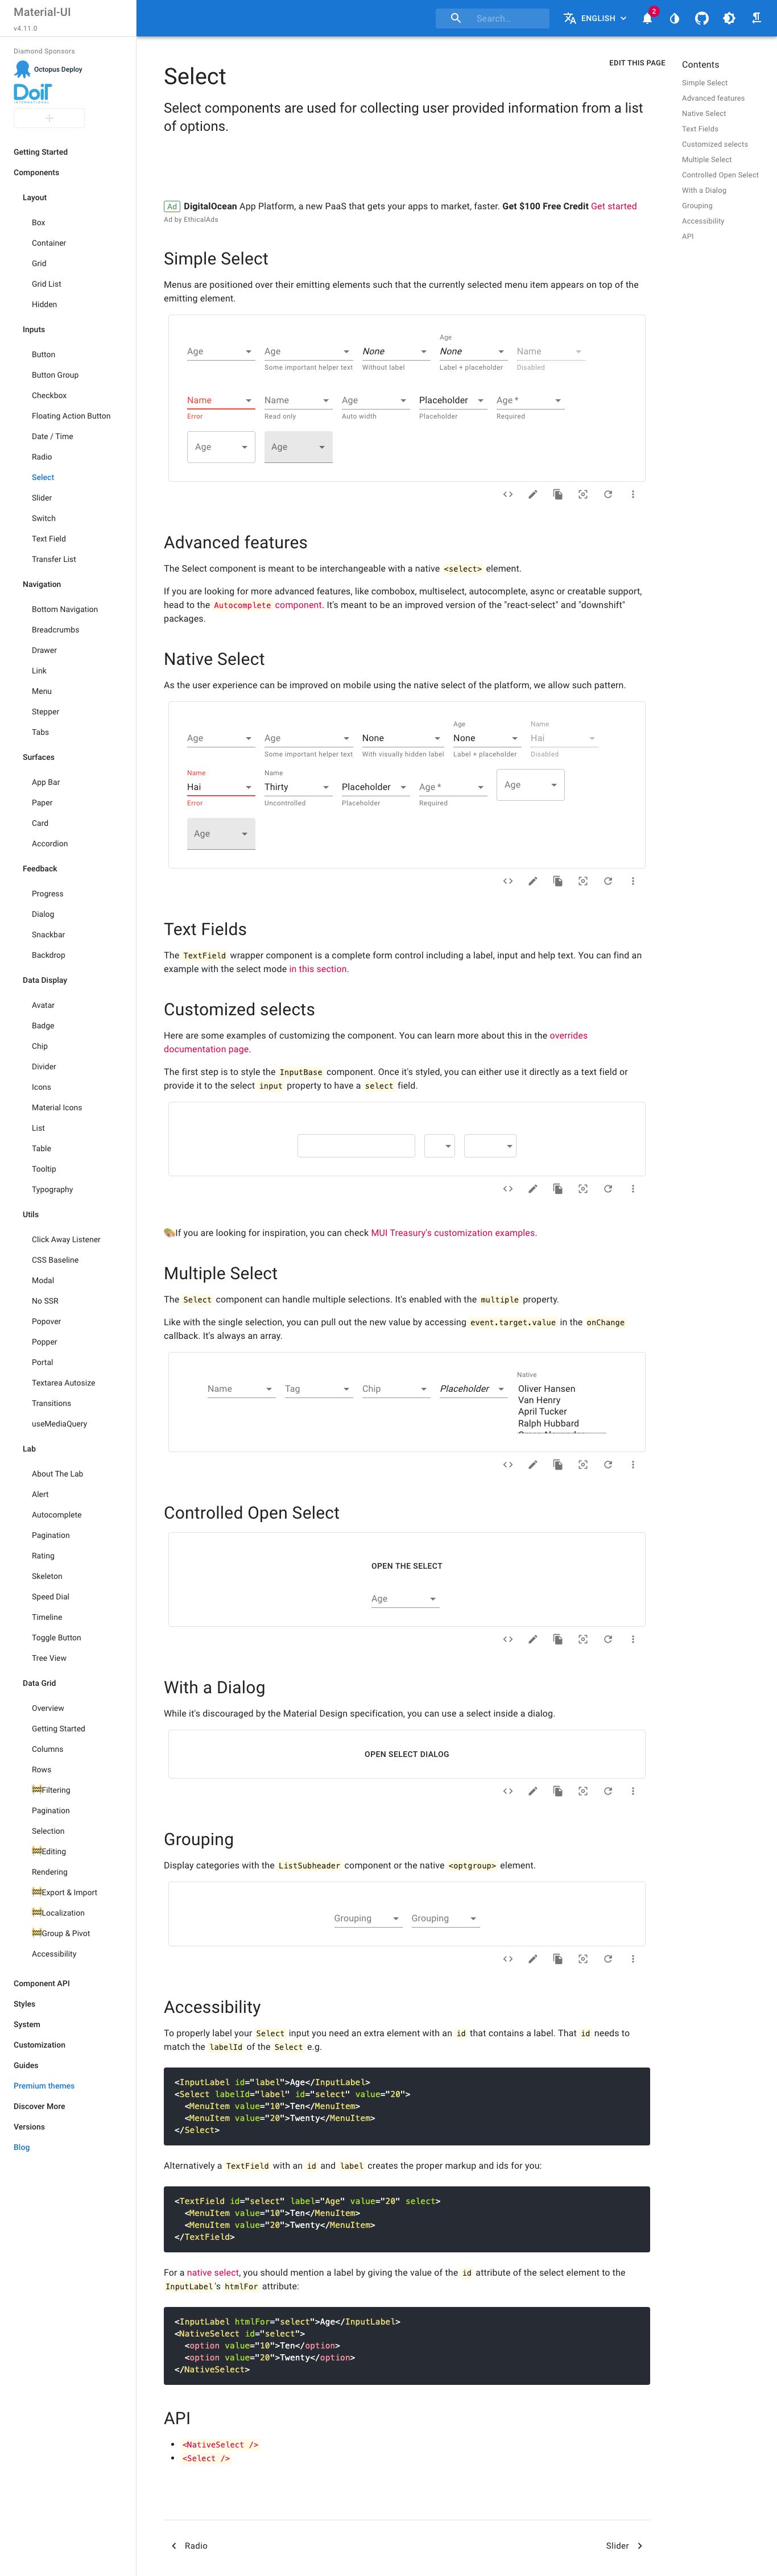 Material-UI
v4.11.0
Search…
ENGLISH
2
Diamond Sponsors
Octopus Deploy
DoiT
INTERNATIONAL
Getting Started
Components
Layout
Box
Container
Grid
Grid List
Hidden
Inputs
Button
Button Group
Checkbox
Floating Action Button
Date / Time
Radio
Select
Slider
Switch
Text Field
Transfer List
Navigation
Bottom Navigation
Breadcrumbs
Drawer
Link
Menu
Stepper
Tabs
Surfaces
App Bar
Paper
Card
Accordion
Feedback
Progress
Dialog
Snackbar
Backdrop
Data Display
Avatar
Badge
Chip
Divider
Icons
Material Icons
List
Table
Tooltip
Typography
Utils
Click Away Listener
CSS Baseline
Modal
No SSR
Popover
Popper
Portal
Textarea Autosize
Transitions
useMediaQuery
Lab
About The Lab
Alert
Autocomplete
Pagination
Rating
Skeleton
Speed Dial
Timeline
Toggle Button
Tree View
Data Grid
Overview
Getting Started
Columns
Rows
🚧Filtering
Pagination
Selection
🚧Editing
Rendering
🚧Export & Import
🚧Localization
🚧Group & Pivot
Accessibility
Component API
Styles
System
Customization
Guides
Premium themes
Discover More
Versions
Blog
EDIT THIS PAGE
Select
Select components are used for collecting user provided information from a list
of options.
Ad DigitalOcean App Platform, a new PaaS that gets your apps to market, faster. Get $100 Free Credit Get started
Ad by EthicalAds
Simple Select
Menus are positioned over their emitting elements such that the currently selected menu item appears on top of the
emitting element.
Age
Age Age None None Name
Some important helper text Without label Label + placeholder Disabled
Name Name Age Placeholder Age *
Error Read only Auto width Placeholder Required
Age Age
Advanced features
The Select component is meant to be interchangeable with a native <select> element.
If you are looking for more advanced features, like combobox, multiselect, autocomplete, async or creatable support,
head to the Autocomplete component. It's meant to be an improved version of the "react-select" and "downshift"
packages.
Native Select
As the user experience can be improved on mobile using the native select of the platform, we allow such pattern.
Age Name
Age Age None None Hai
Some important helper text With visually hidden label Label + placeholder Disabled
Name Name
Hai Thirty Placeholder Age * Age
Error Uncontrolled Placeholder Required
Age
Text Fields
The TextField wrapper component is a complete form control including a label, input and help text. You can find an
example with the select mode in this section.
Customized selects
Here are some examples of customizing the component. You can learn more about this in the overrides
documentation page.
The first step is to style the InputBase component. Once it's styled, you can either use it directly as a text field or
provide it to the select input property to have a select field.
🎨If you are looking for inspiration, you can check MUI Treasury's customization examples.
Multiple Select
The Select component can handle multiple selections. It's enabled with the multiple property.
Like with the single selection, you can pull out the new value by accessing event.target.value in the onChange
callback. It's always an array.
Native
Name Tag Chip Placeholder Oliver Hansen
Van Henry
April Tucker
Ralph Hubbard
Controlled Open Select
OPEN THE SELECT
Age
With a Dialog
While it's discouraged by the Material Design specification, you can use a select inside a dialog.
OPEN SELECT DIALOG
Grouping
Display categories with the ListSubheader component or the native <optgroup> element.
Grouping Grouping
Accessibility
To properly label your Select input you need an extra element with an id that contains a label. That id needs to
match the labelId of the Select e.g.
<InputLabel id="label">Age</InputLabel>
<Select labelId="label" id="select" value="20">
<MenuItem value="10">Ten</MenuItem>
<MenuItem value="20">Twenty</MenuItem>
</Select>
Alternatively a TextField with an id and label creates the proper markup and ids for you:
<TextField id="select" label="Age" value="20" select>
<MenuItem value="10">Ten</MenuItem>
<MenuItem value="20">Twenty</MenuItem>
</TextField>
For a native select, you should mention a label by giving the value of the id attribute of the select element to the
InputLabel's htmlFor attribute:
<InputLabel htmlFor="select">Age</InputLabel>
<NativeSelect id="select">
<option value="10">Ten</option>
<option value="20">Twenty</option>
</NativeSelect>
API
<NativeSelect />
<Select />
Radio
Slider
Contents
Simple Select
Advanced features
Native Select
Text Fields
Customized selects
Multiple Select
Controlled Open Select
With a Dialog
Grouping
Accessibility
API